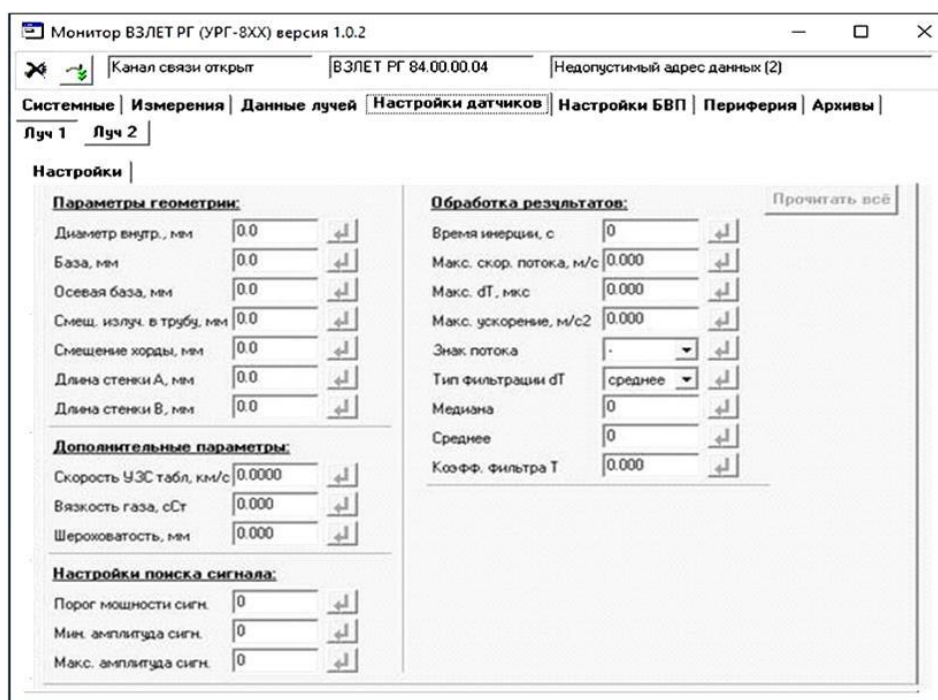 Монитор ВЗЛЕТ РГ (УРГ-8XX) версия 1.0.2
Канал связи открыт
ВЗЛЕТ РГ 84.00.00.04
Недопустимый адрес данных (2)
Системные
Измерения
Данные лучей
Настройки датчиков
Настройки БВП
Периферия
Архивы
Луч 1
Луч 2
Настройки
Параметры геометрии:
Диаметр внутр., мм 0.0
База, мм 0.0
Осевая база, мм 0.0
Смещ. излуч. в трубу, мм 0.0
Смещение хорды, мм 0.0
Длина стенки А, мм 0.0
Длина стенки В, мм 0.0
Дополнительные параметры:
Скорость УЗС табл, км/с 0.0000
Вязкость газа, сСт 0.000
Шероховатость, мм 0.000
Настройки поиска сигнала:
Порог мощности сигн. 0
Мин. амплитуда сигн. 0
Макс. амплитуда сигн. 0
Обработка результатов:
Время инерции, с 0
Макс. скор. потока, м/с 0.000
Макс. dT, мкс 0.000
Макс. ускорение, м/с2 0.000
Знак потока -
Тип фильтрации dT среднее
Медиана 0
Среднее 0
Коэфф. фильтра T 0.000
Прочитать всё